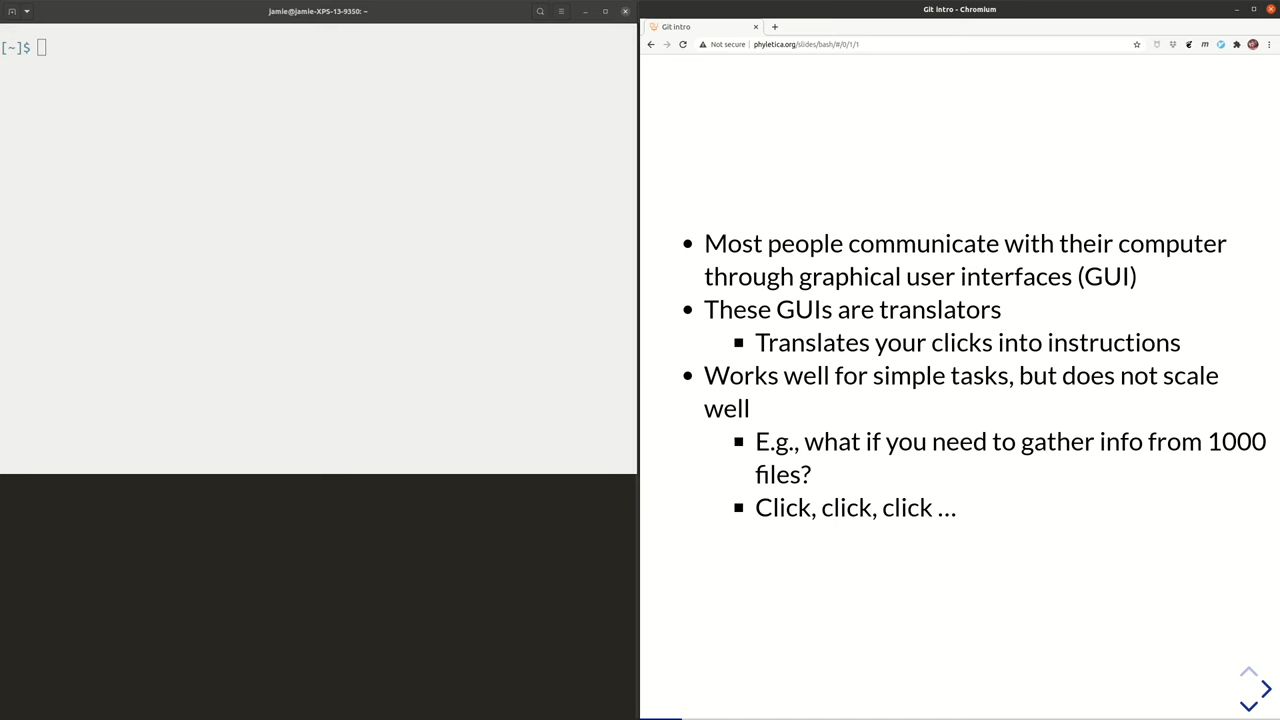 jamie@jamie-XPS-13-9350: ~
[~]$
Git intro - Chromium
Git intro
Not secure
phyletica.org/slides/bash/#/0/1/1
• Most people communicate with their computer
through graphical user interfaces (GUI)
• These GUIs are translators
▪ Translates your clicks into instructions
• Works well for simple tasks, but does not scale
well
▪ E.g., what if you need to gather info from 1000
files?
▪ Click, click, click ...